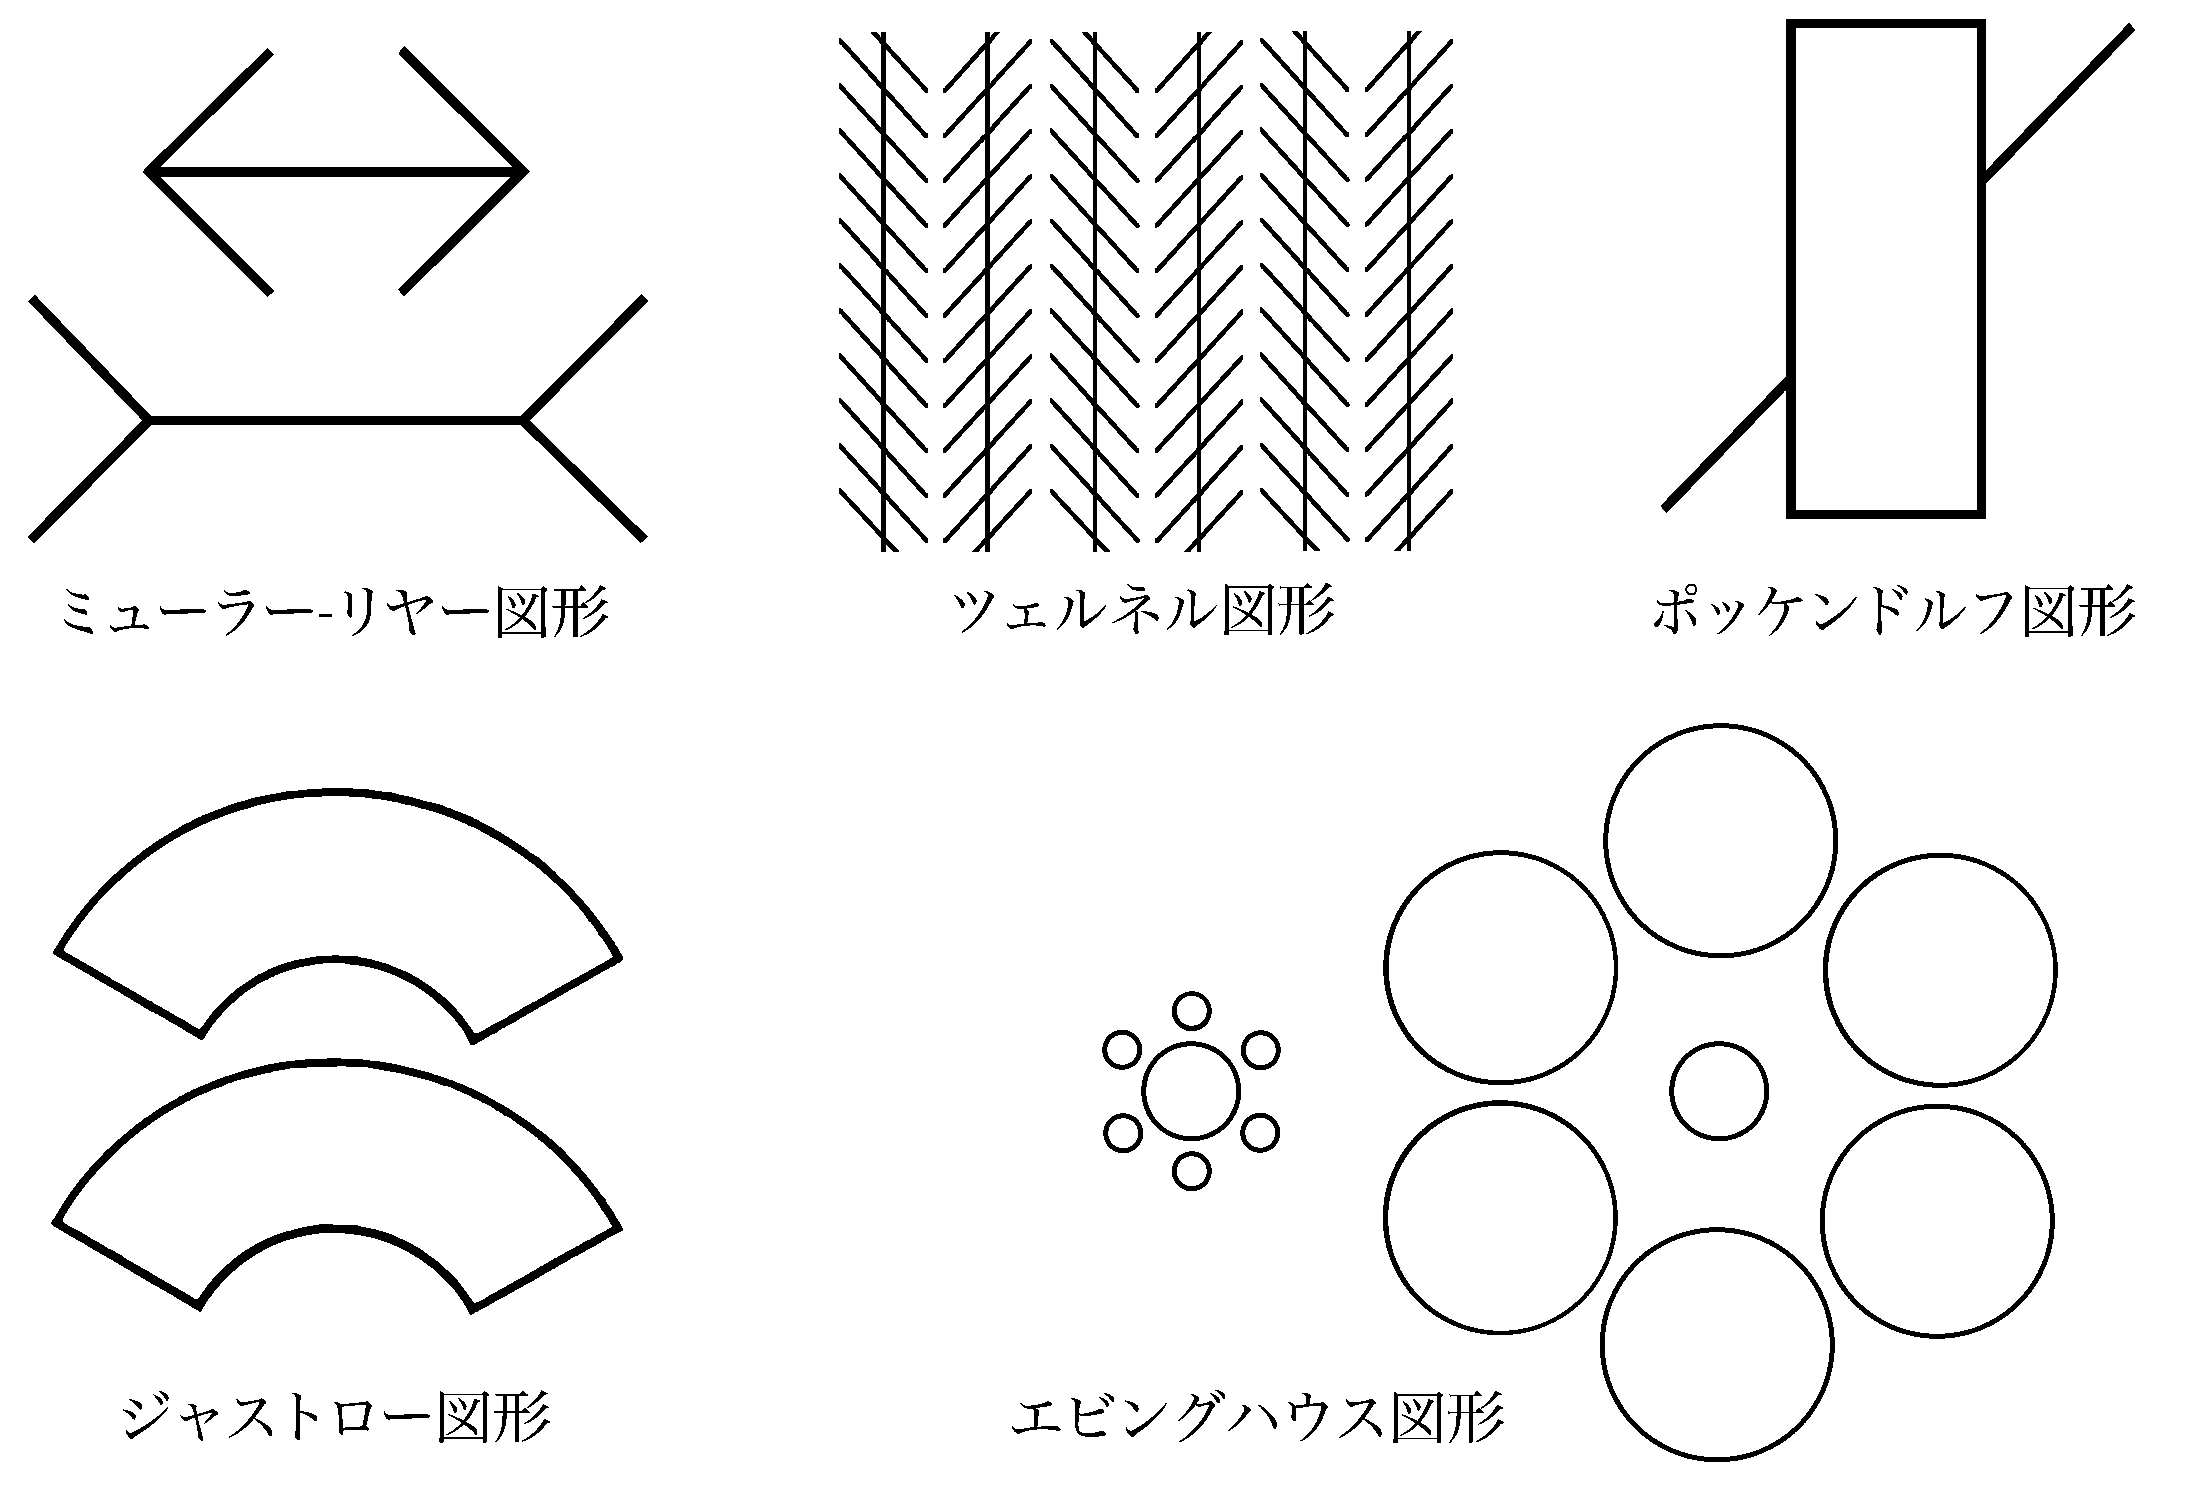 ミューラー-リヤー図形
ツェルネル図形
ポッケンドルフ図形
ジャストロー図形
エビングハウス図形